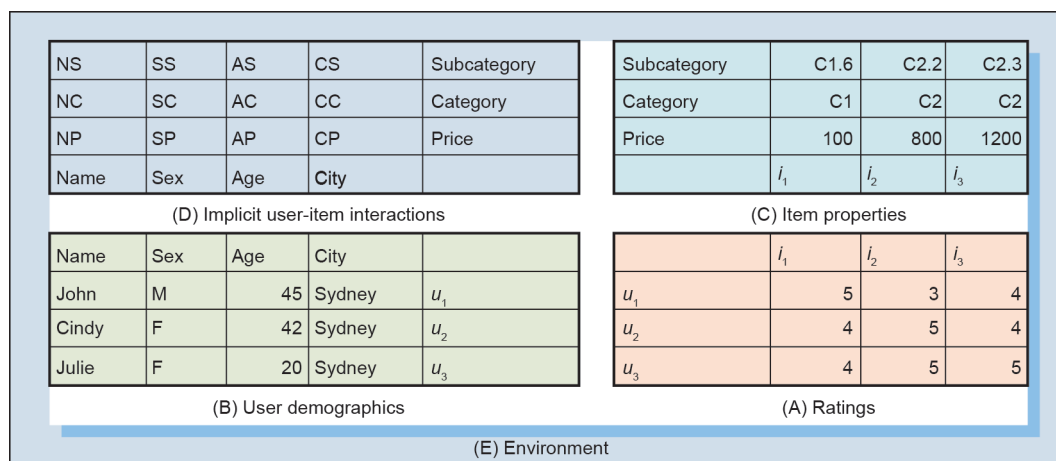 NS SS AS CS Subcategory
NC SC AC CC Category
NP SP AP CP Price
Name Sex Age City
(D) Implicit user-item interactions
Subcategory C1.6 C2.2 C2.3
Category C1 C2 C2
Price 100 800 1200
i1 i2 i3
(C) Item properties
Name Sex Age City
John M 45 Sydney u1
Cindy F 42 Sydney u2
Julie F 20 Sydney u3
(B) User demographics
i1 i2 i3
u1 5 3 4
u2 4 5 4
u3 4 5 5
(A) Ratings
(E) Environment